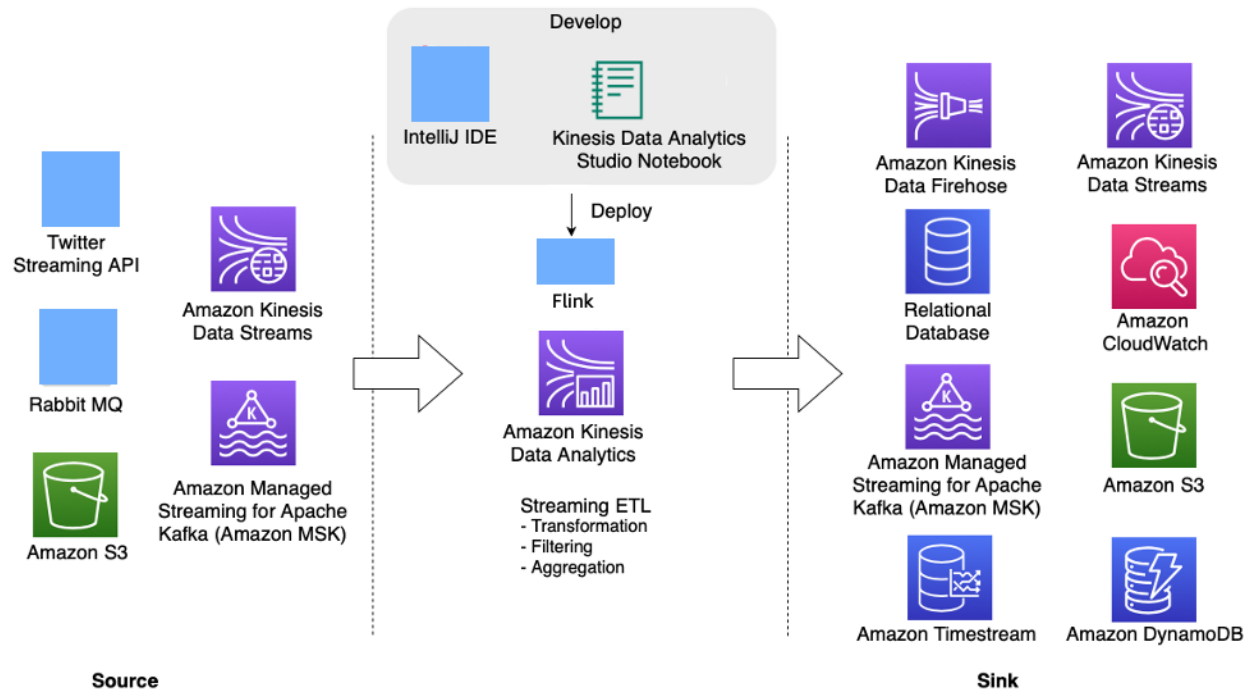 Develop
IntelliJ IDE
Kinesis Data Analytics
Studio Notebook
Deploy
Flink
Twitter
Streaming API
Amazon Kinesis
Data Streams
Rabbit MQ
K
Amazon Managed
Streaming for Apache
Kafka (Amazon MSK)
Amazon S3
Source
Amazon Kinesis
Data Analytics
Streaming ETL
- Transformation
- Filtering
- Aggregation
Amazon Kinesis
Data Firehose
Amazon Kinesis
Data Streams
Relational
Database
Amazon
CloudWatch
K
Amazon Managed
Streaming for Apache
Kafka (Amazon MSK)
Amazon S3
Amazon Timestream
Amazon DynamoDB
Sink